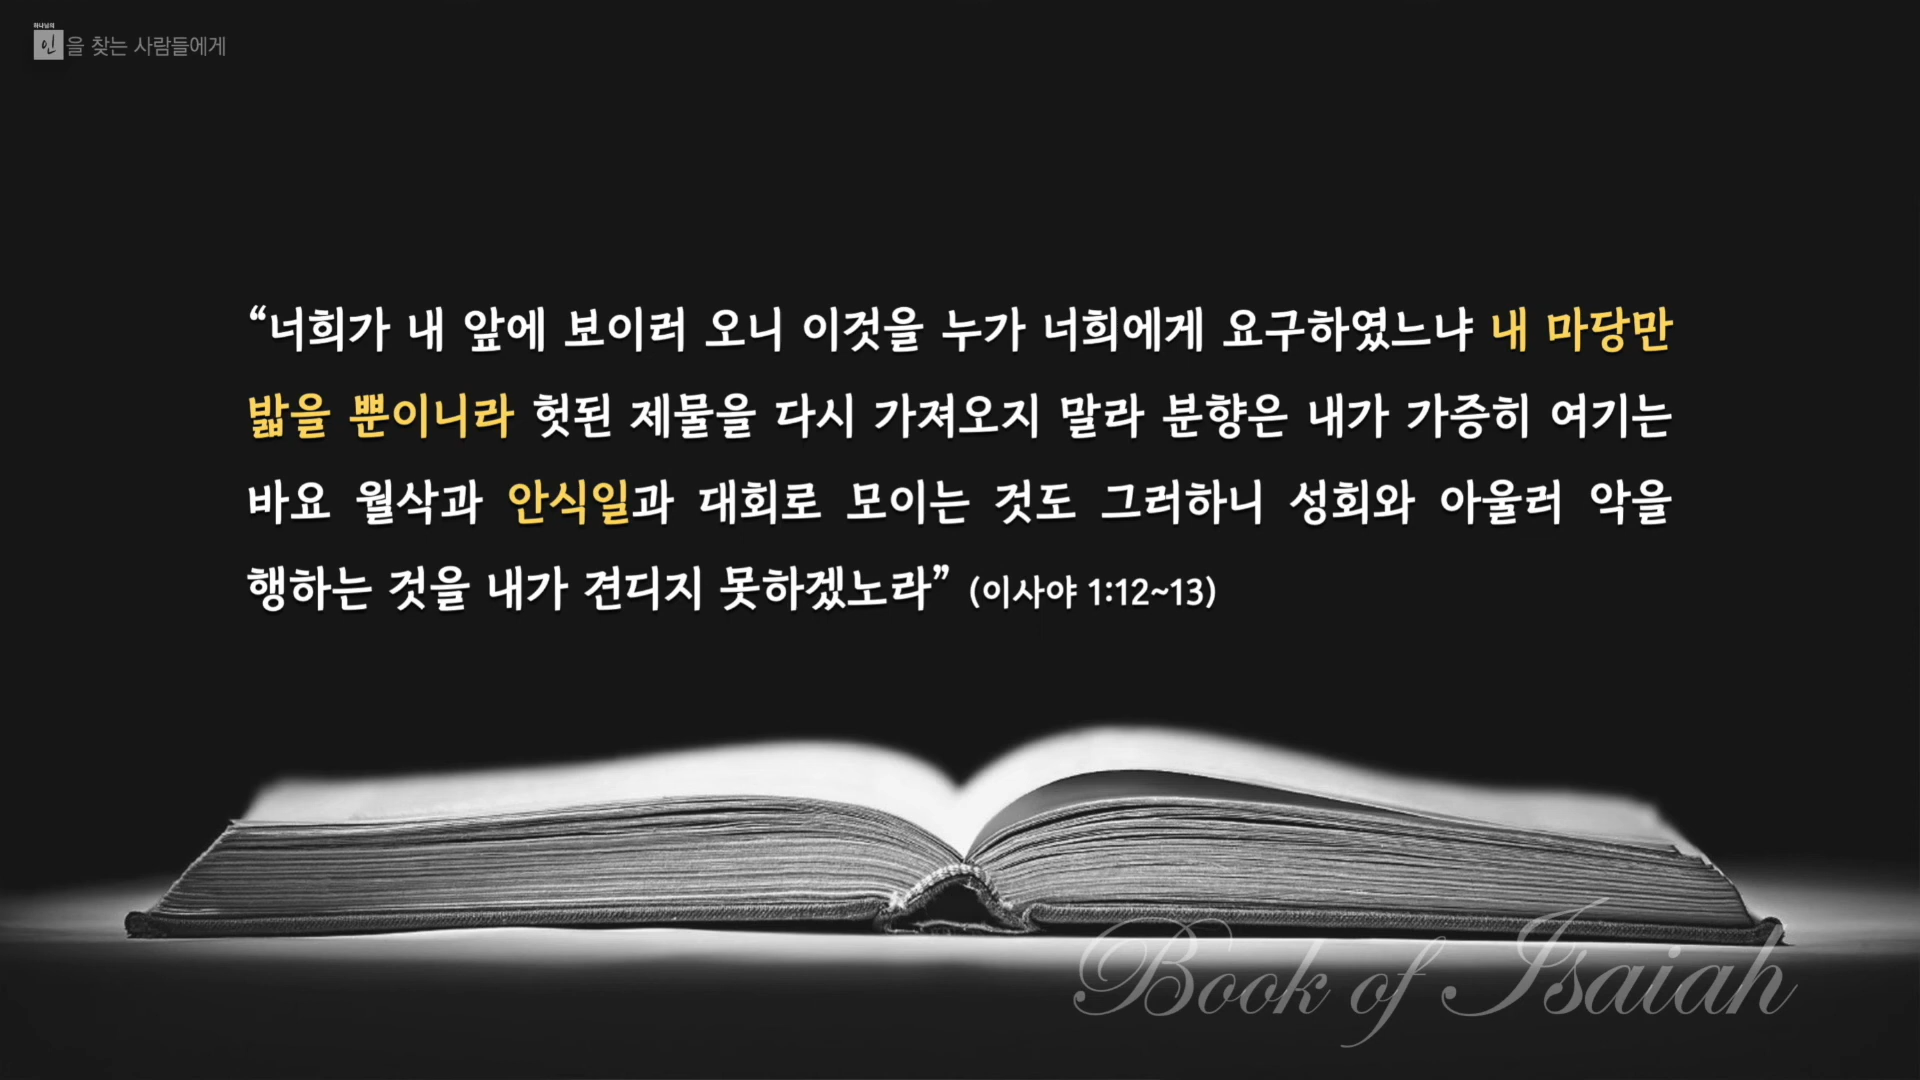 하나님의
인을 찾는 사람들에게
“너희가 내 앞에 보이러 오니 이것을 누가 너희에게 요구하였느냐 내 마당만
밟을 뿐이니라 헛된 제물을 다시 가져오지 말라 분향은 내가 가증히 여기는
바요 월삭과 안식일과 대회로 모이는 것도 그러하니 성회와 아울러 악을
행하는 것을 내가 견디지 못하겠노라” (이사야 1:12~13)
Book of Isaiah